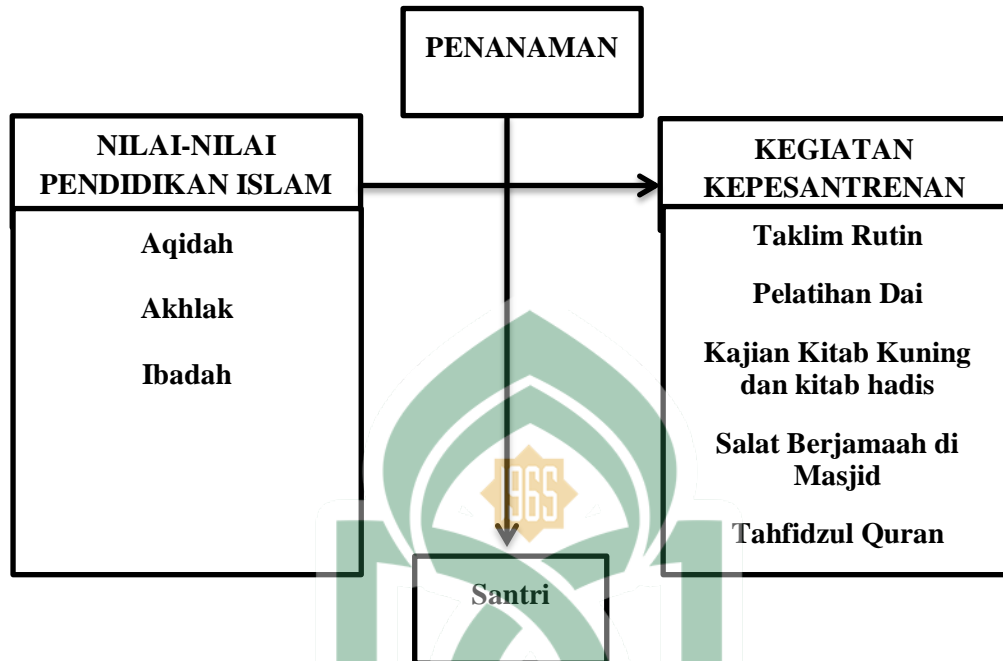 PENANAMAN
NILAI-NILAI
PENDIDIKAN ISLAM
Aqidah
Akhlak
Ibadah
KEGIATAN
KEPESANTRENAN
Taklim Rutin
Pelatihan Dai
Kajian Kitab Kuning
dan kitab hadis
Salat Berjamaah di
Masjid
Tahfidzul Quran
1965
Santri